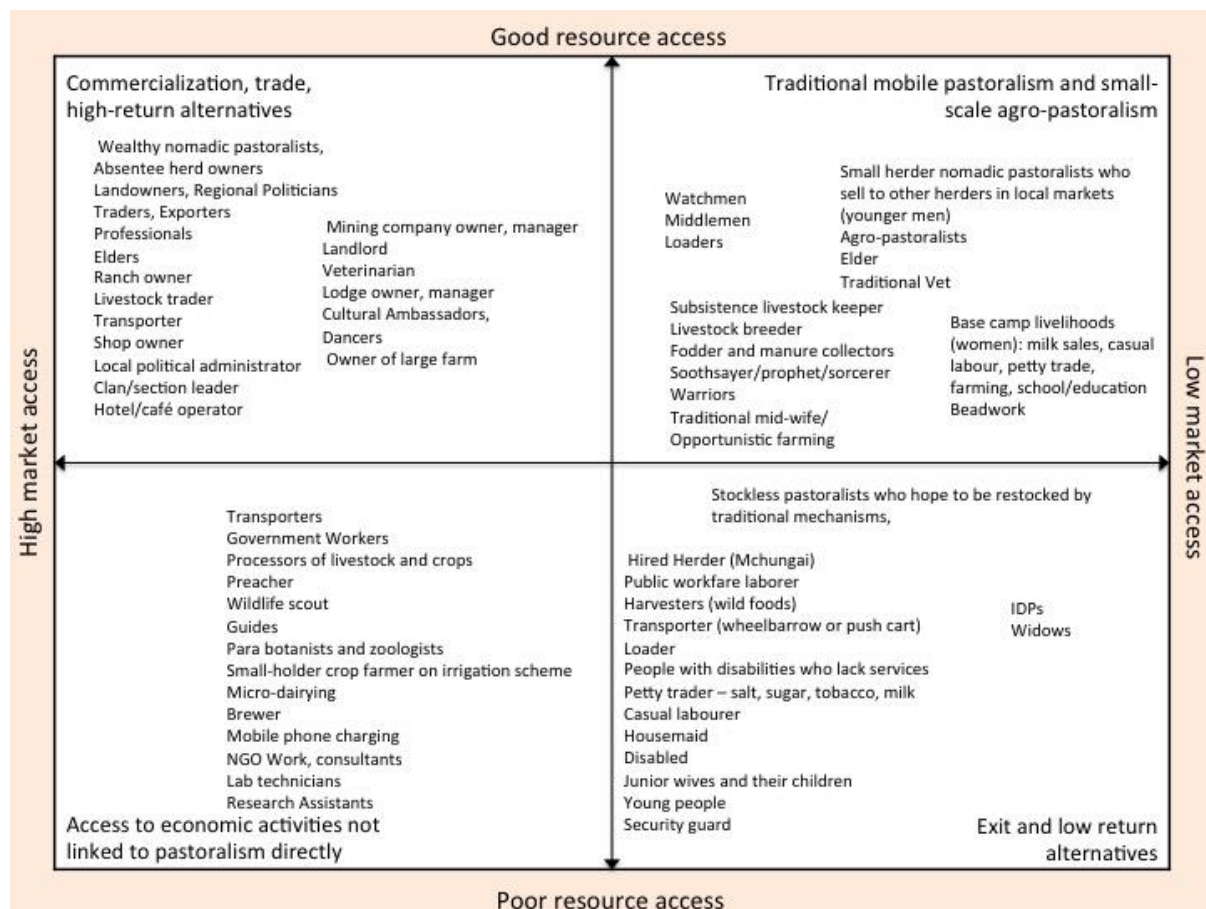 Good resource access
Commercialization, trade,
high-return alternatives
Wealthy nomadic pastoralists,
Absentee herd owners
Landowners, Regional Politicians
Traders, Exporters
Professionals
Elders
Ranch owner
Livestock trader
Transporter
Shop owner
Local political administrator
Clan/section leader
Hotel/café operator
Mining company owner, manager
Landlord
Veterinarian
Lodge owner, manager
Cultural Ambassadors,
Dancers
Owner of large farm
Traditional mobile pastoralism and small-
scale agro-pastoralism
Watchmen
Middlemen
Loaders
Small herder nomadic pastoralists who
sell to other herders in local markets
(younger men)
Agro-pastoralists
Elder
Traditional Vet
Subsistence livestock keeper
Livestock breeder
Fodder and manure collectors
Soothsayer/prophet/sorcerer
Warriors
Traditional mid-wife/
Opportunistic farming
Base camp livelihoods
(women): milk sales, casual
labour, petty trade,
farming, school/education
Beadwork
High market access
Low market access
Transporters
Government Workers
Processors of livestock and crops
Preacher
Wildlife scout
Guides
Para botanists and zoologists
Small-holder crop farmer on irrigation scheme
Micro-dairying
Brewer
Mobile phone charging
NGO Work, consultants
Lab technicians
Research Assistants
Access to economic activities not
linked to pastoralism directly
Stockless pastoralists who hope to be restocked by
traditional mechanisms,
Hired Herder (Mchungai)
Public workfare laborer
Harvesters (wild foods)
Transporter (wheelbarrow or push cart)
Loader
People with disabilities who lack services
Petty trader – salt, sugar, tobacco, milk
Casual labourer
Housemaid
Disabled
Junior wives and their children
Young people
Security guard
IDPs
Widows
Exit and low return
alternatives
Poor resource access